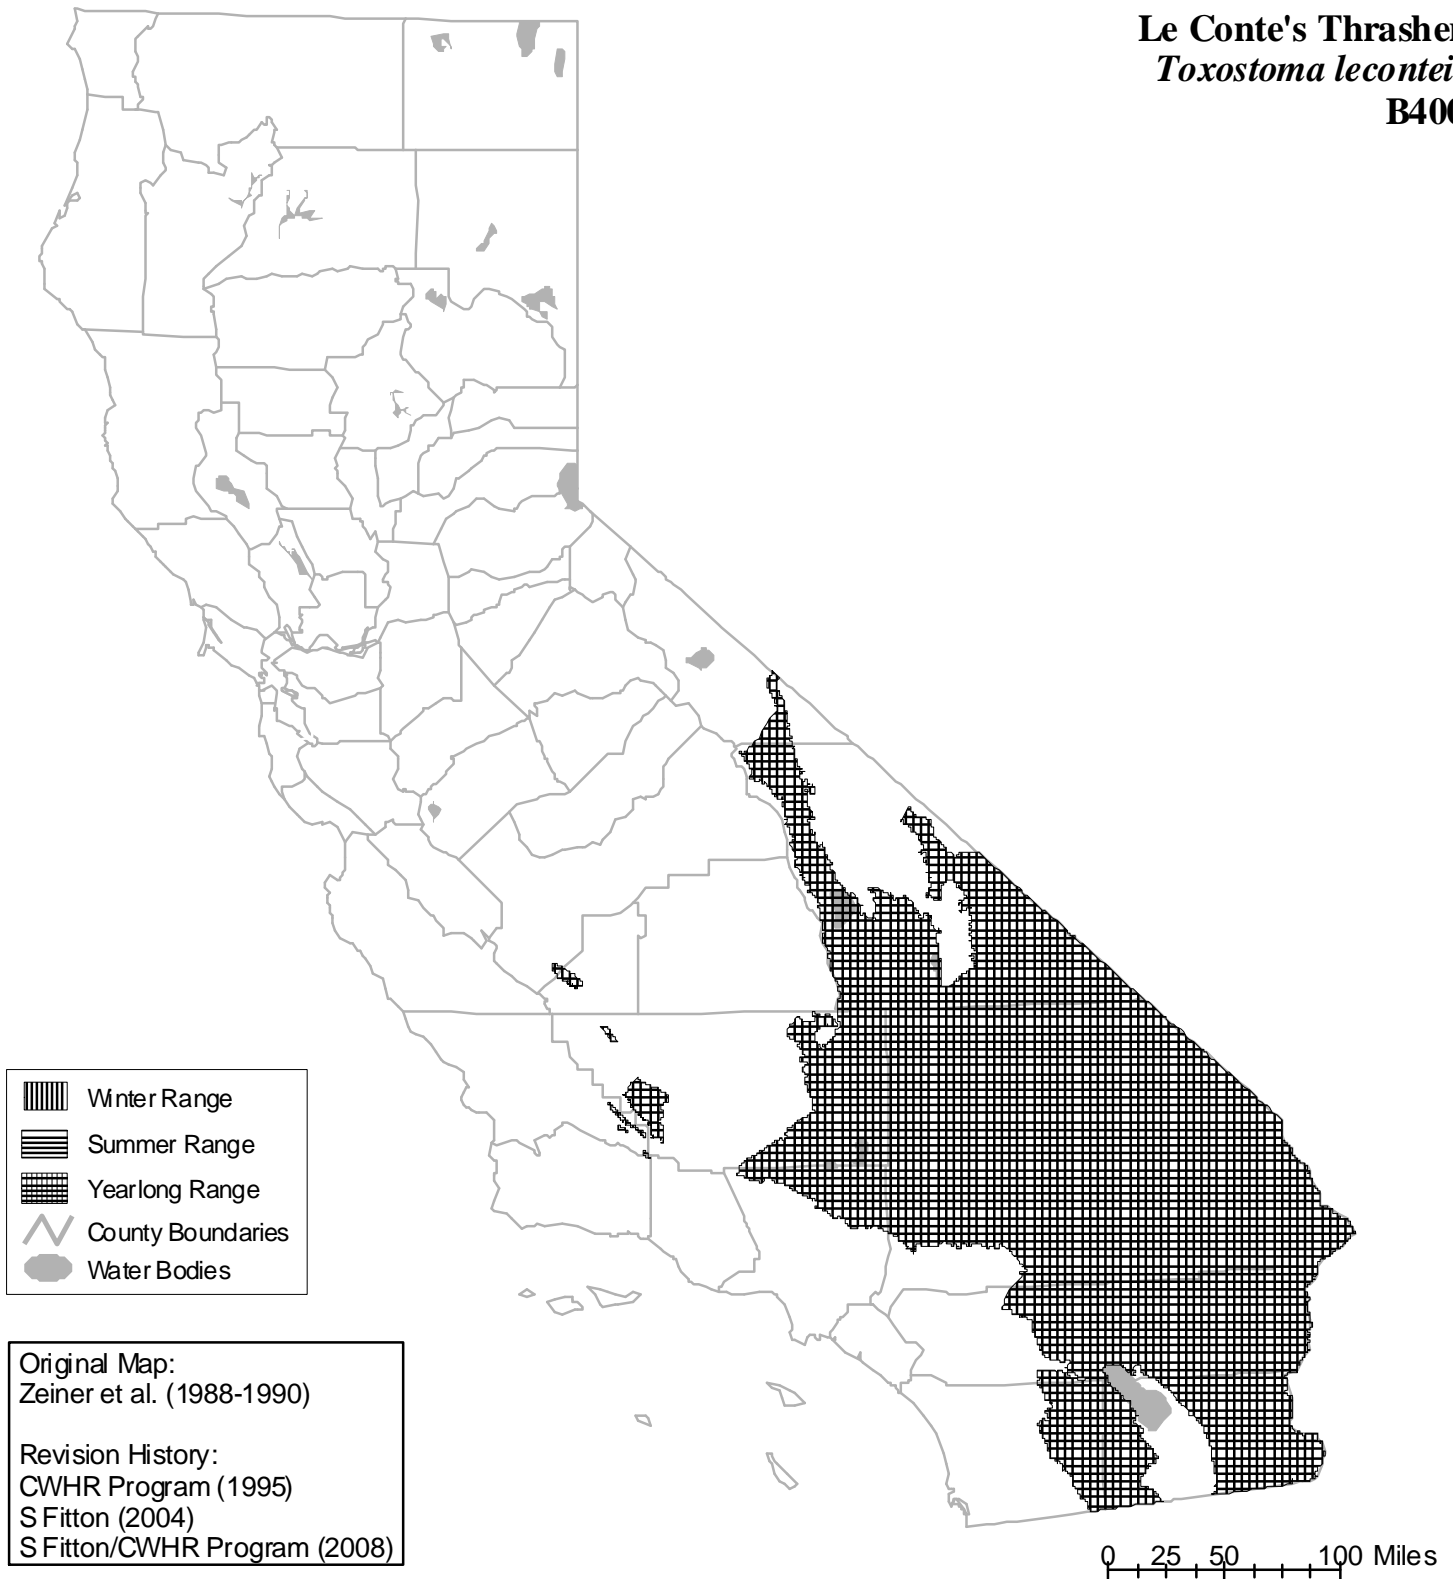 Le Conte's Thrasher
Toxostoma lecontei
B400
Winter Range
Summer Range
Yearlong Range
County Boundaries
Water Bodies
Original Map:
Zeiner et al. (1988-1990)
Revision History:
CWHR Program (1995)
S Fitton (2004)
S Fitton/CWHR Program (2008)
0 25 50 100 Miles